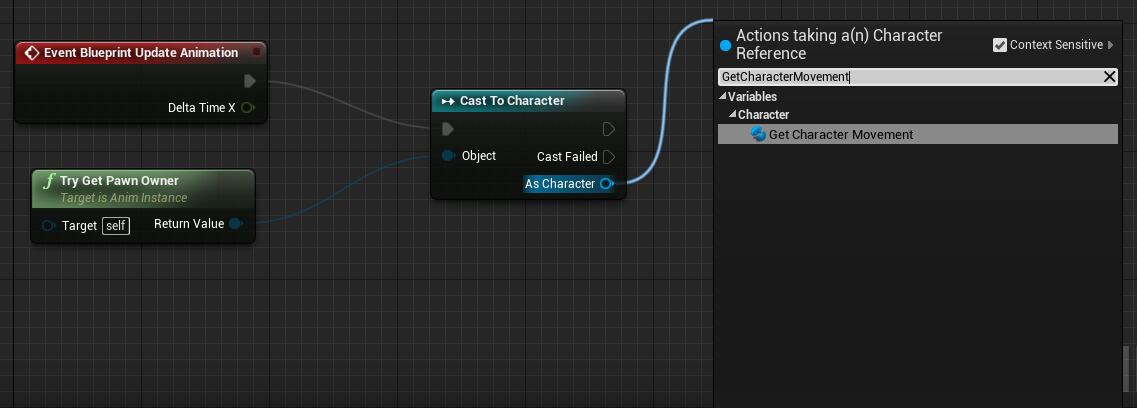 Event Blueprint Update Animation
Delta Time X
Try Get Pawn Owner
Target is Anim Instance
Target self Return Value
Cast To Character
Object Cast Failed
As Character
Actions taking a(n) Character
Reference
Context Sensitive
GetCharacterMovement
Variables
Character
Get Character Movement